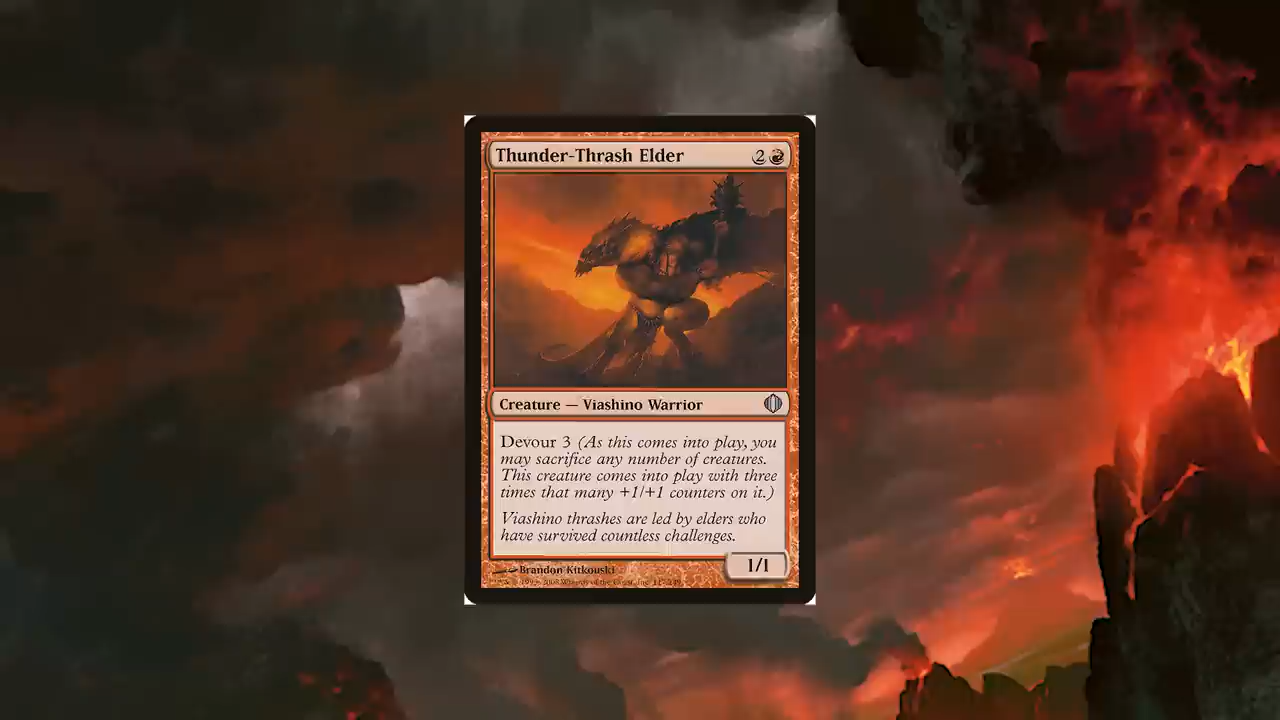 Thunder-Thrash Elder 2
Creature — Viashino Warrior
Devour 3 (As this comes into play, you
may sacrifice any number of creatures.
This creature comes into play with three
times that many +1/+1 counters on it.)
Viashino thrashes are led by elders who
have survived countless challenges.
1/1
Brandon Kitkouski